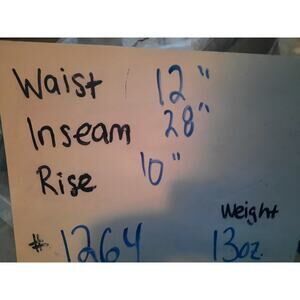 Waist 12"
Inseam 28"
Rise 10"
Weight
# 1264 13oz.